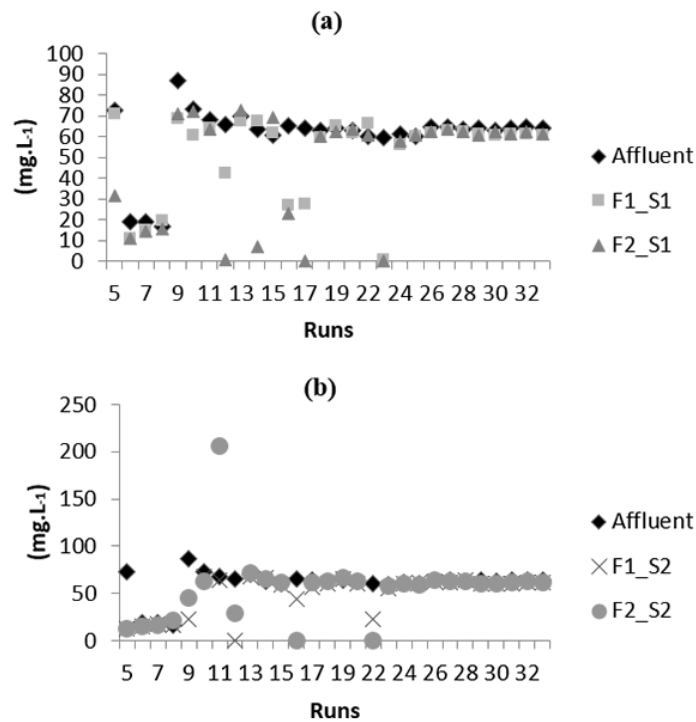 (a)
(mg.L-1)
100
90
80
70
60
50
40
30
20
10
0
5 7 9 11 13 15 17 19 22 24 26 28 30 32
Runs
Affluent
F1_S1
F2_S1
(b)
(mg.L-1)
250
200
150
100
50
0
5 7 9 11 13 15 17 19 22 24 26 28 30 32
Runs
Affluent
F1_S2
F2_S2